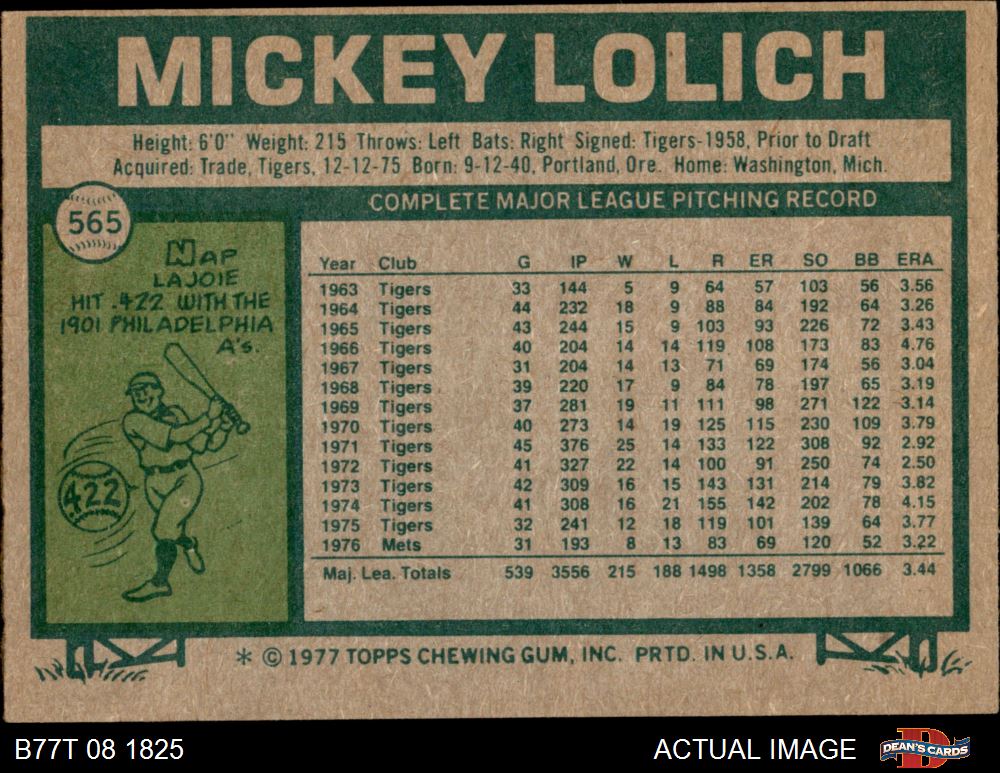 MICKEY LOLICH
Height: 6'0" Weight: 215 Throws: Left Bats: Right Signed: Tigers-1958, Prior to Draft
Acquired: Trade, Tigers, 12-12-75 Born: 9-12-40, Portland, Ore. Home: Washington, Mich.
565
NAP
LAJOIE
HIT .422 WITH THE
1901 PHILADELPHIA
A's.
422
COMPLETE MAJOR LEAGUE PITCHING RECORD
Year Club G IP W L R ER SO BB ERA
1963 Tigers 33 144 5 9 64 57 103 56 3.56
1964 Tigers 44 232 18 9 88 84 192 64 3.26
1965 Tigers 43 244 15 9 103 93 226 72 3.43
1966 Tigers 40 204 14 14 119 108 173 83 4.76
1967 Tigers 31 204 14 13 71 69 174 56 3.04
1968 Tigers 39 220 17 9 84 78 197 65 3.19
1969 Tigers 37 281 19 11 111 98 271 122 3.14
1970 Tigers 40 273 14 19 125 115 230 109 3.79
1971 Tigers 45 376 25 14 133 122 308 92 2.92
1972 Tigers 41 327 22 14 100 91 250 74 2.50
1973 Tigers 42 309 16 15 143 131 214 79 3.82
1974 Tigers 41 308 16 21 155 142 202 78 4.15
1975 Tigers 32 241 12 18 119 101 139 64 3.77
1976 Mets 31 193 8 13 83 69 120 52 3.22
Maj. Lea. Totals 539 3556 215 188 1498 1358 2799 1066 3.44
* © 1977 TOPPS CHEWING GUM, INC. PRTD. IN U.S.A.
B77T 08 1825
ACTUAL IMAGE
DEAN'S CARDS